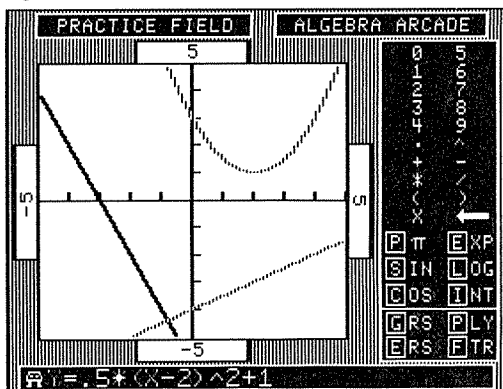 PRACTICE FIELD
ALGEBRA ARCADE
5
-5
5
-5
0 5
1 6
2 7
3 8
4 9
. ^
+ -
* /
( )
X ←
P π E XP
S IN L OG
C OS I NT
G RS P LY
E RS F TR
Y=.5*(X-2)^2+1